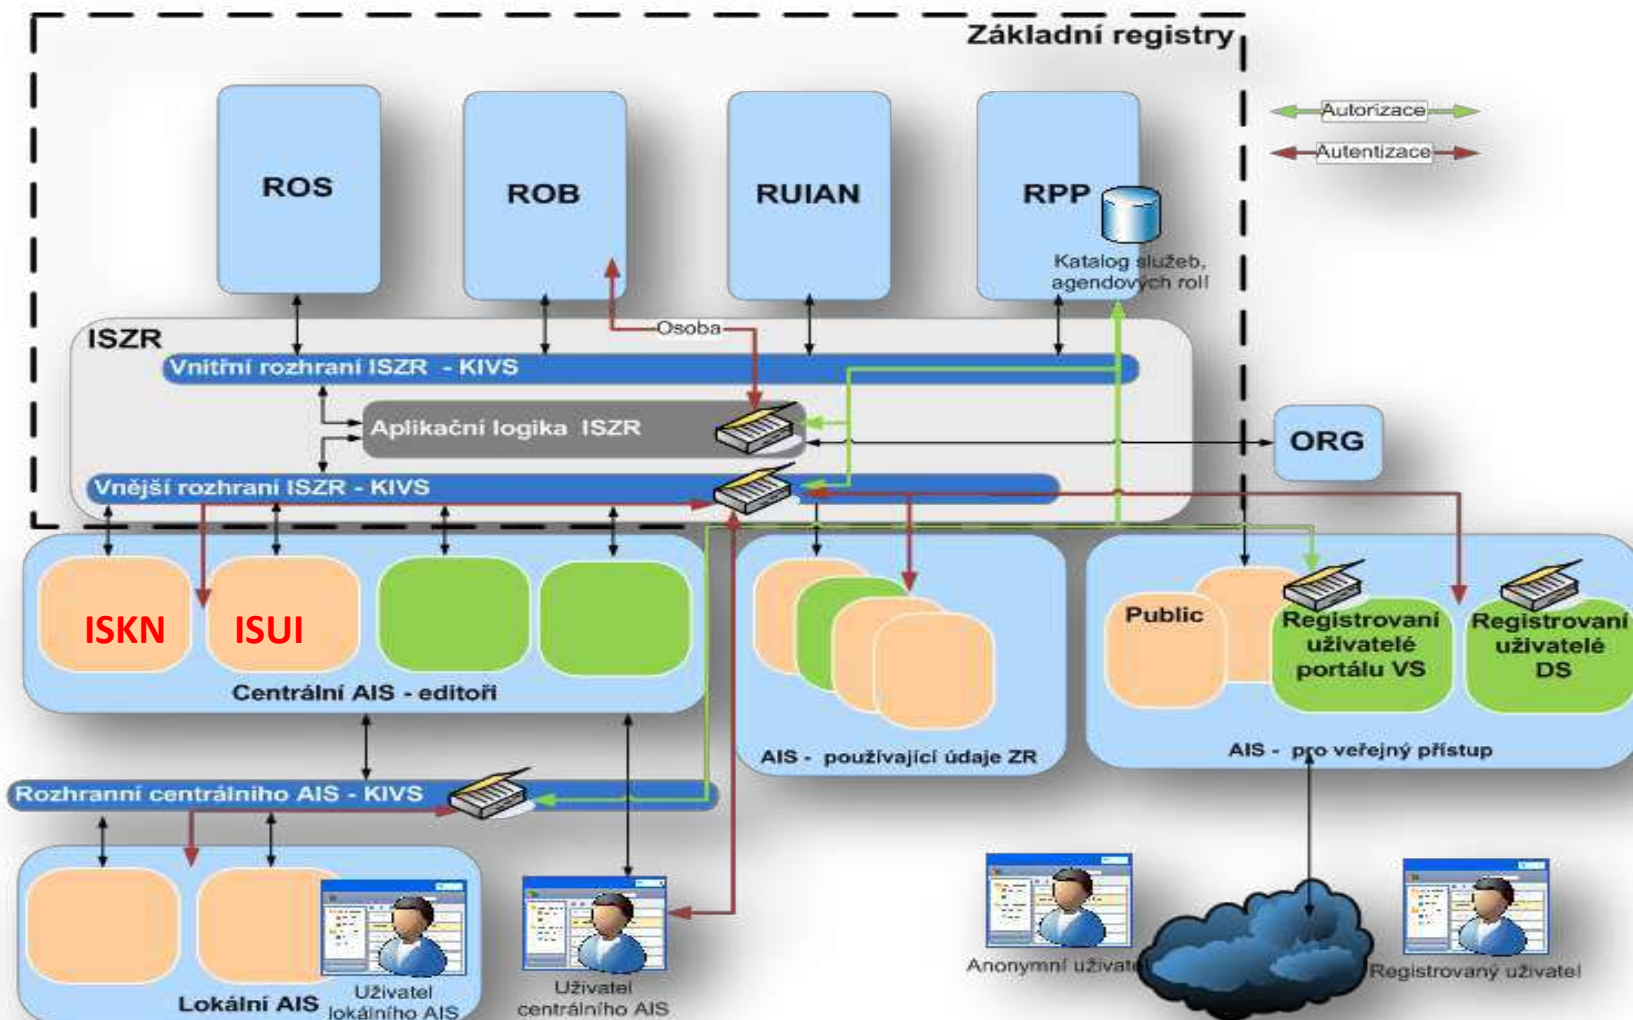 Základní registry
Autorizace
Autentizace
ROS
ROB
RUIAN
RPP
Katalog služeb,
agendových rolí
Osoba
ISZR
Vnitřní rozhraní ISZR - KIVS
Aplikační logika ISZR
ORG
Vnější rozhraní ISZR - KIVS
ISKN
ISUI
Centrální AIS - editoři
AIS - používající údaje ZR
Public
Registrovaní
uživatelé
portálu VS
Registrovaní
uživatelé
DS
AIS - pro veřejný přístup
Rozhranní centrálního AIS - KIVS
Lokální AIS
Uživatel
lokálního AIS
Uživatel
centrálního AIS
Anonymní uživatel
Registrovaný uživatel